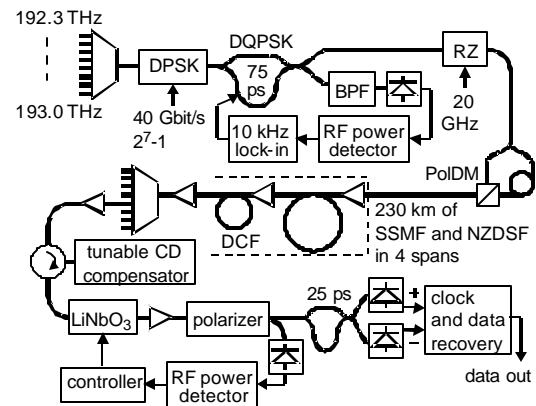 192.3 THz
193.0 THz
DPSK
40 Gbit/s
2⁷-1
DQPSK
75
ps
BPF
10 kHz
lock-in
RF power
detector
RZ
20
GHz
PolDM
DCF
230 km of
SSMF and NZDSF
in 4 spans
tunable CD
compensator
LiNbO₃
polarizer
25 ps
+
−
clock
and data
recovery
controller
RF power
detector
data out